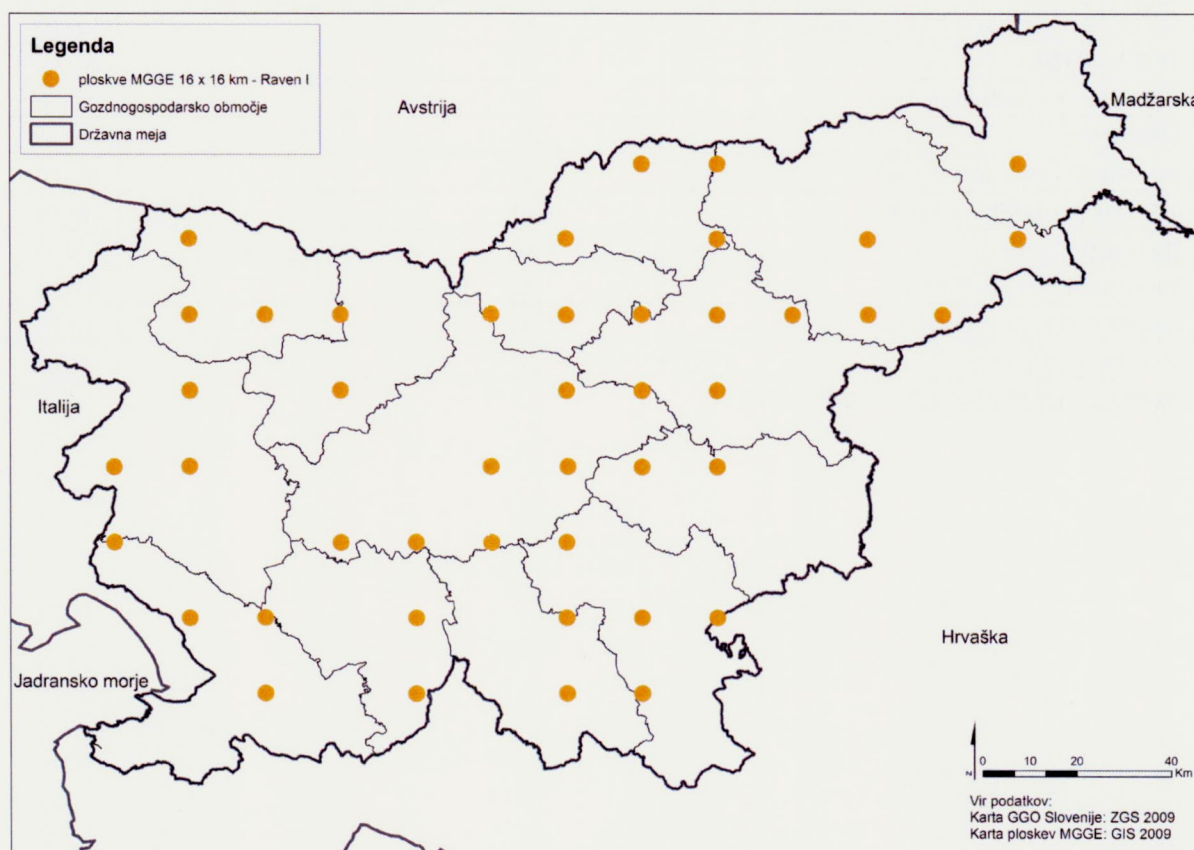 Legenda
ploskve MGGE 16 x 16 km - Raven I
Gozdnogospodarsko območje
Državna meja
Avstrija
Madžarska
Italija
Hrvaška
Jadransko morje
N
0 10 20 40
Km
Vir podatkov:
Karta GGO Slovenije: ZGS 2009
Karta ploskev MGGE: GIS 2009